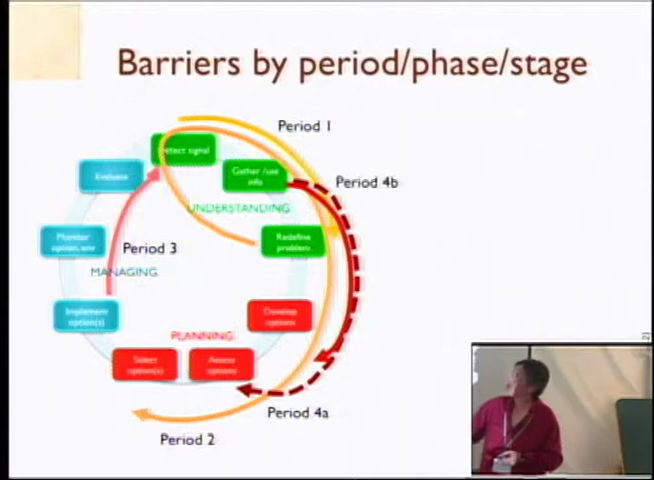 Barriers by period/phase/stage
Period 1
Detect signal
Gather /use
info
Period 4b
Evaluate
UNDERSTANDING
Redefine
problem
Monitor
option, env
Period 3
MANAGING
Implement
option(s)
Develop
options
PLANNING
Select
option(s)
Assess
options
Period 4a
Period 2